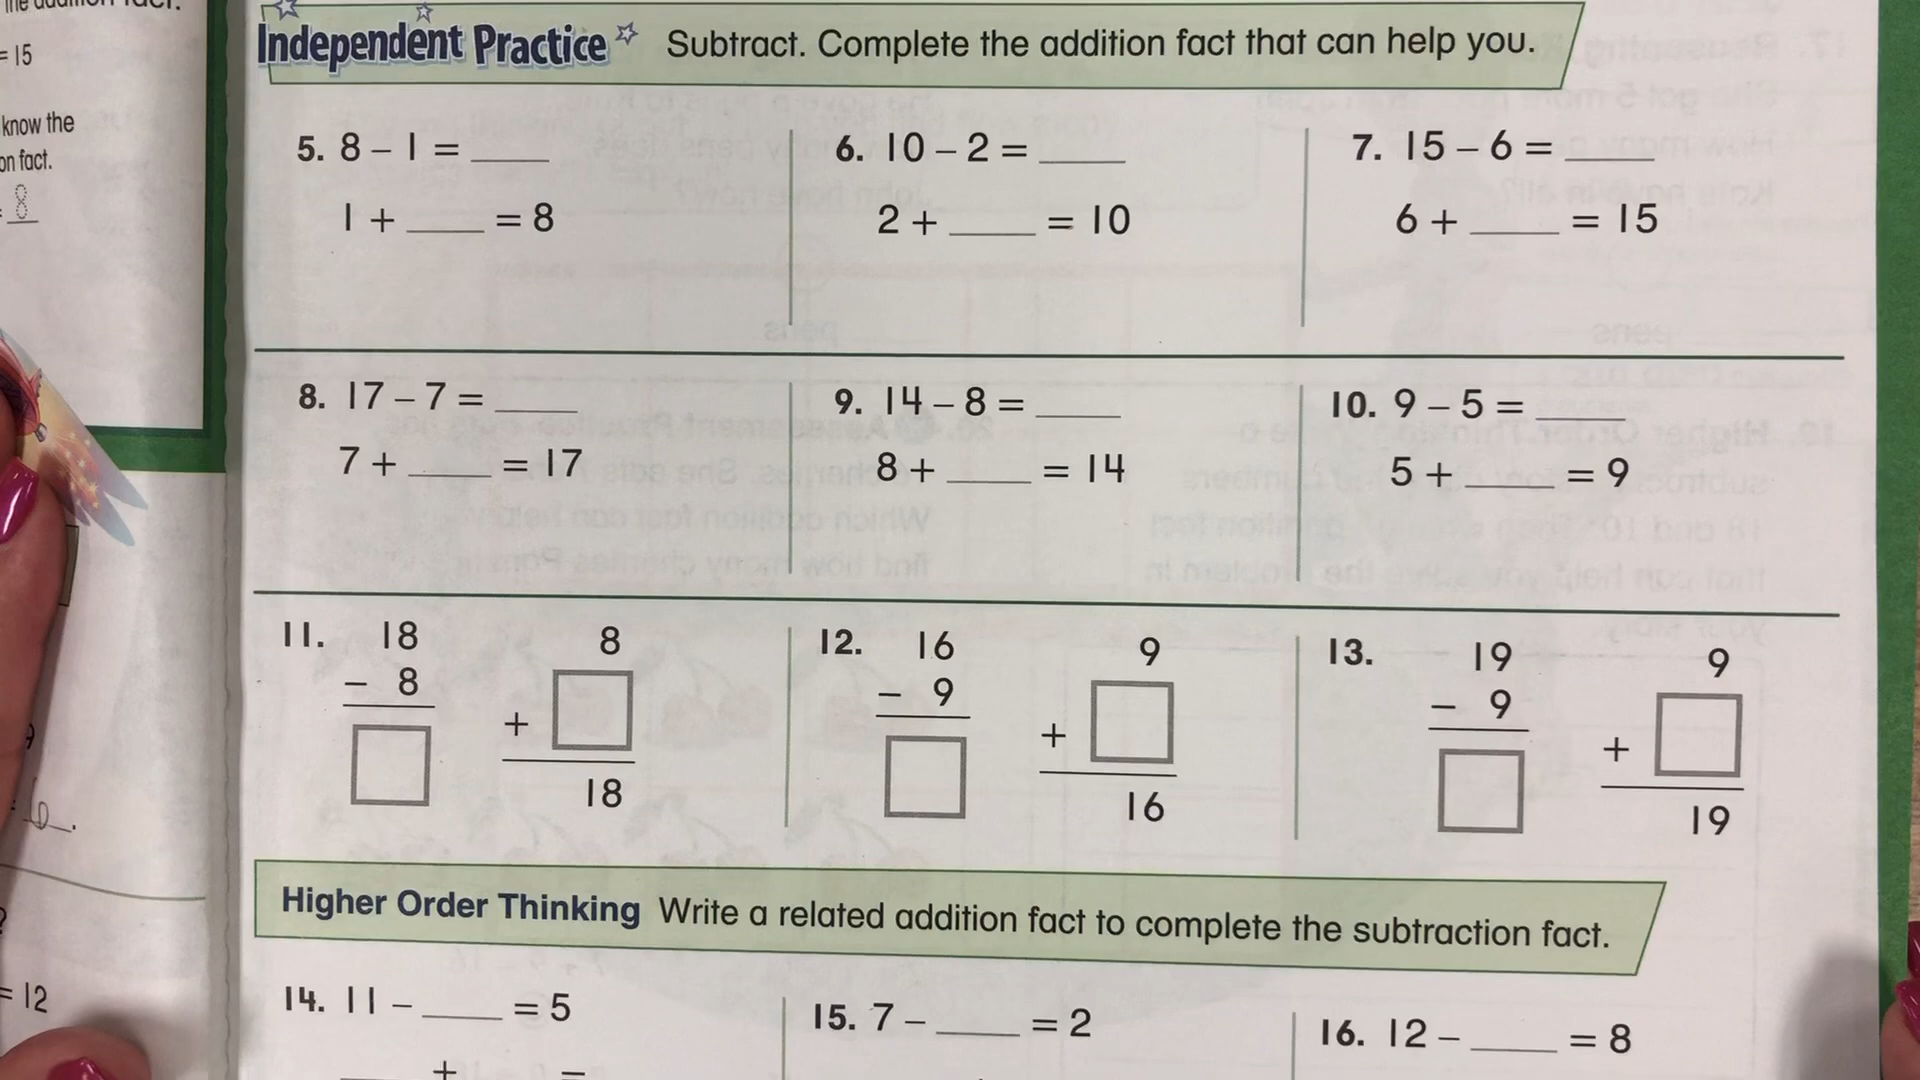 = 15
know the
on fact.
8
= 12
Independent Practice Subtract. Complete the addition fact that can help you.
5. 8 – 1 = ____
1 + ____ = 8
6. 10 – 2 = ____
2 + ____ = 10
7. 15 – 6 = ____
6 + ____ = 15
8. 17 – 7 = ____
7 + ____ = 17
9. 14 – 8 = ____
8 + ____ = 14
10. 9 – 5 = ____
5 + ____ = 9
11. 18
– 8
8
+
18
12. 16
– 9
9
+
16
13. 19
– 9
9
+
19
Higher Order Thinking Write a related addition fact to complete the subtraction fact.
14. 11 – ____ = 5
____ + =
15. 7 – ____ = 2
16. 12 – ____ = 8